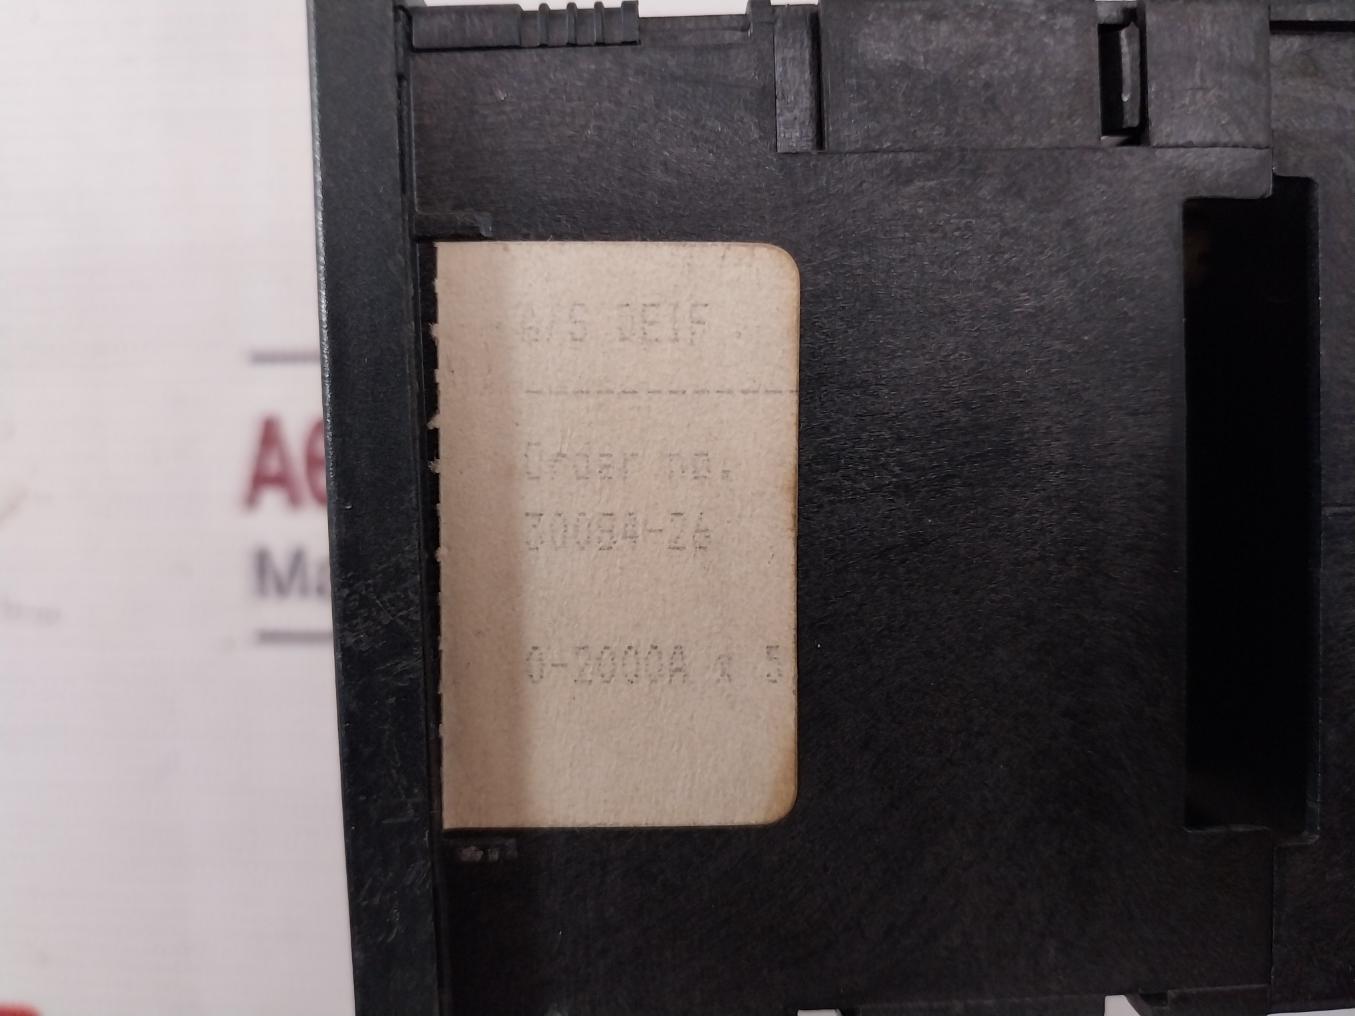 A/S DEIF
Order no.
30084-26
0-2000A x 5